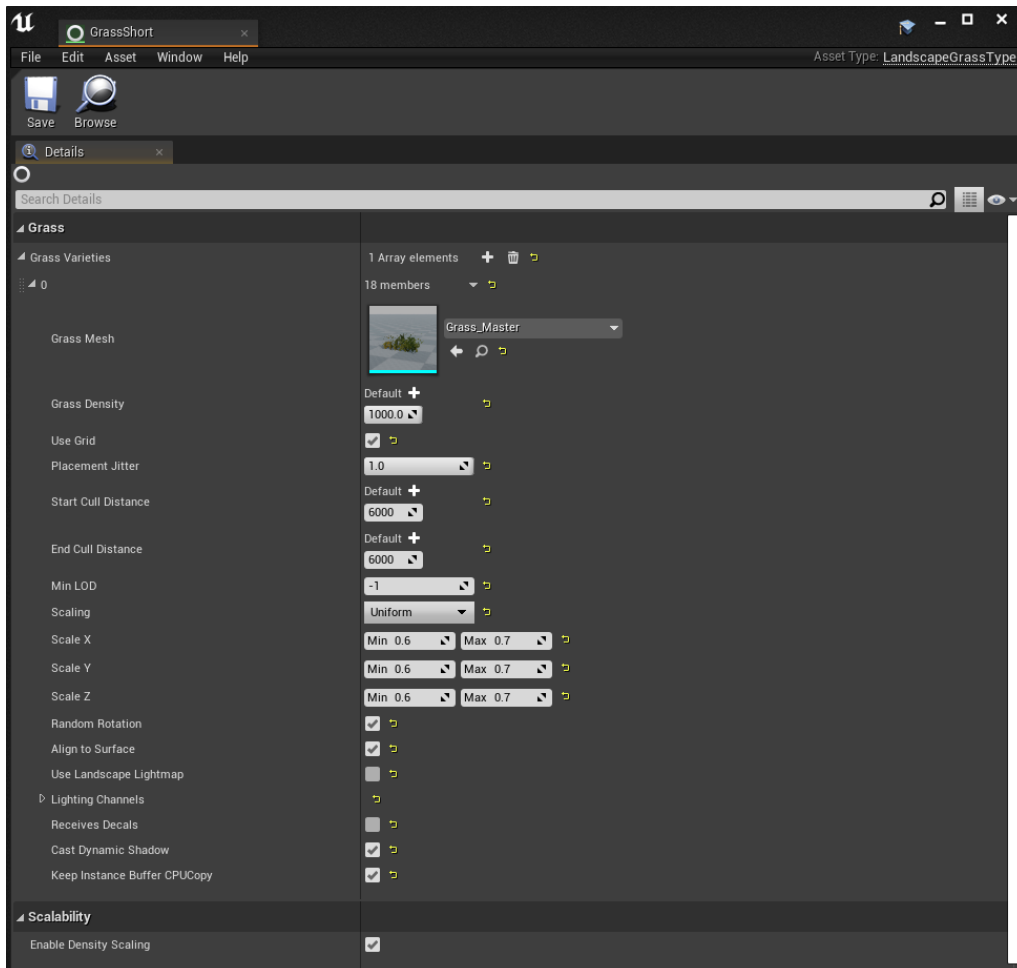 GrassShort
File Edit Asset Window Help
Asset Type: LandscapeGrassType
Save Browse
Details
Search Details
Grass
Grass Varieties 1 Array elements
0 18 members
Grass Mesh Grass_Master
Grass Density Default 1000.0
Use Grid
Placement Jitter 1.0
Start Cull Distance Default 6000
End Cull Distance Default 6000
Min LOD -1
Scaling Uniform
Scale X Min 0.6 Max 0.7
Scale Y Min 0.6 Max 0.7
Scale Z Min 0.6 Max 0.7
Random Rotation
Align to Surface
Use Landscape Lightmap
Lighting Channels
Receives Decals
Cast Dynamic Shadow
Keep Instance Buffer CPUCopy
Scalability
Enable Density Scaling